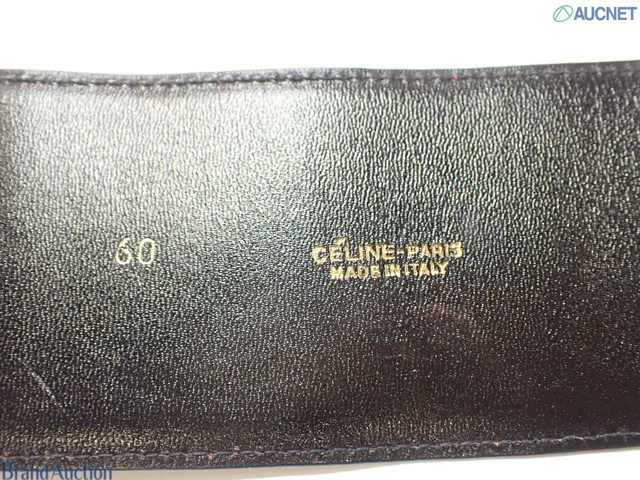 AUCNET
60
CÉLINE-PARIS
MADE IN ITALY
Brand Auction